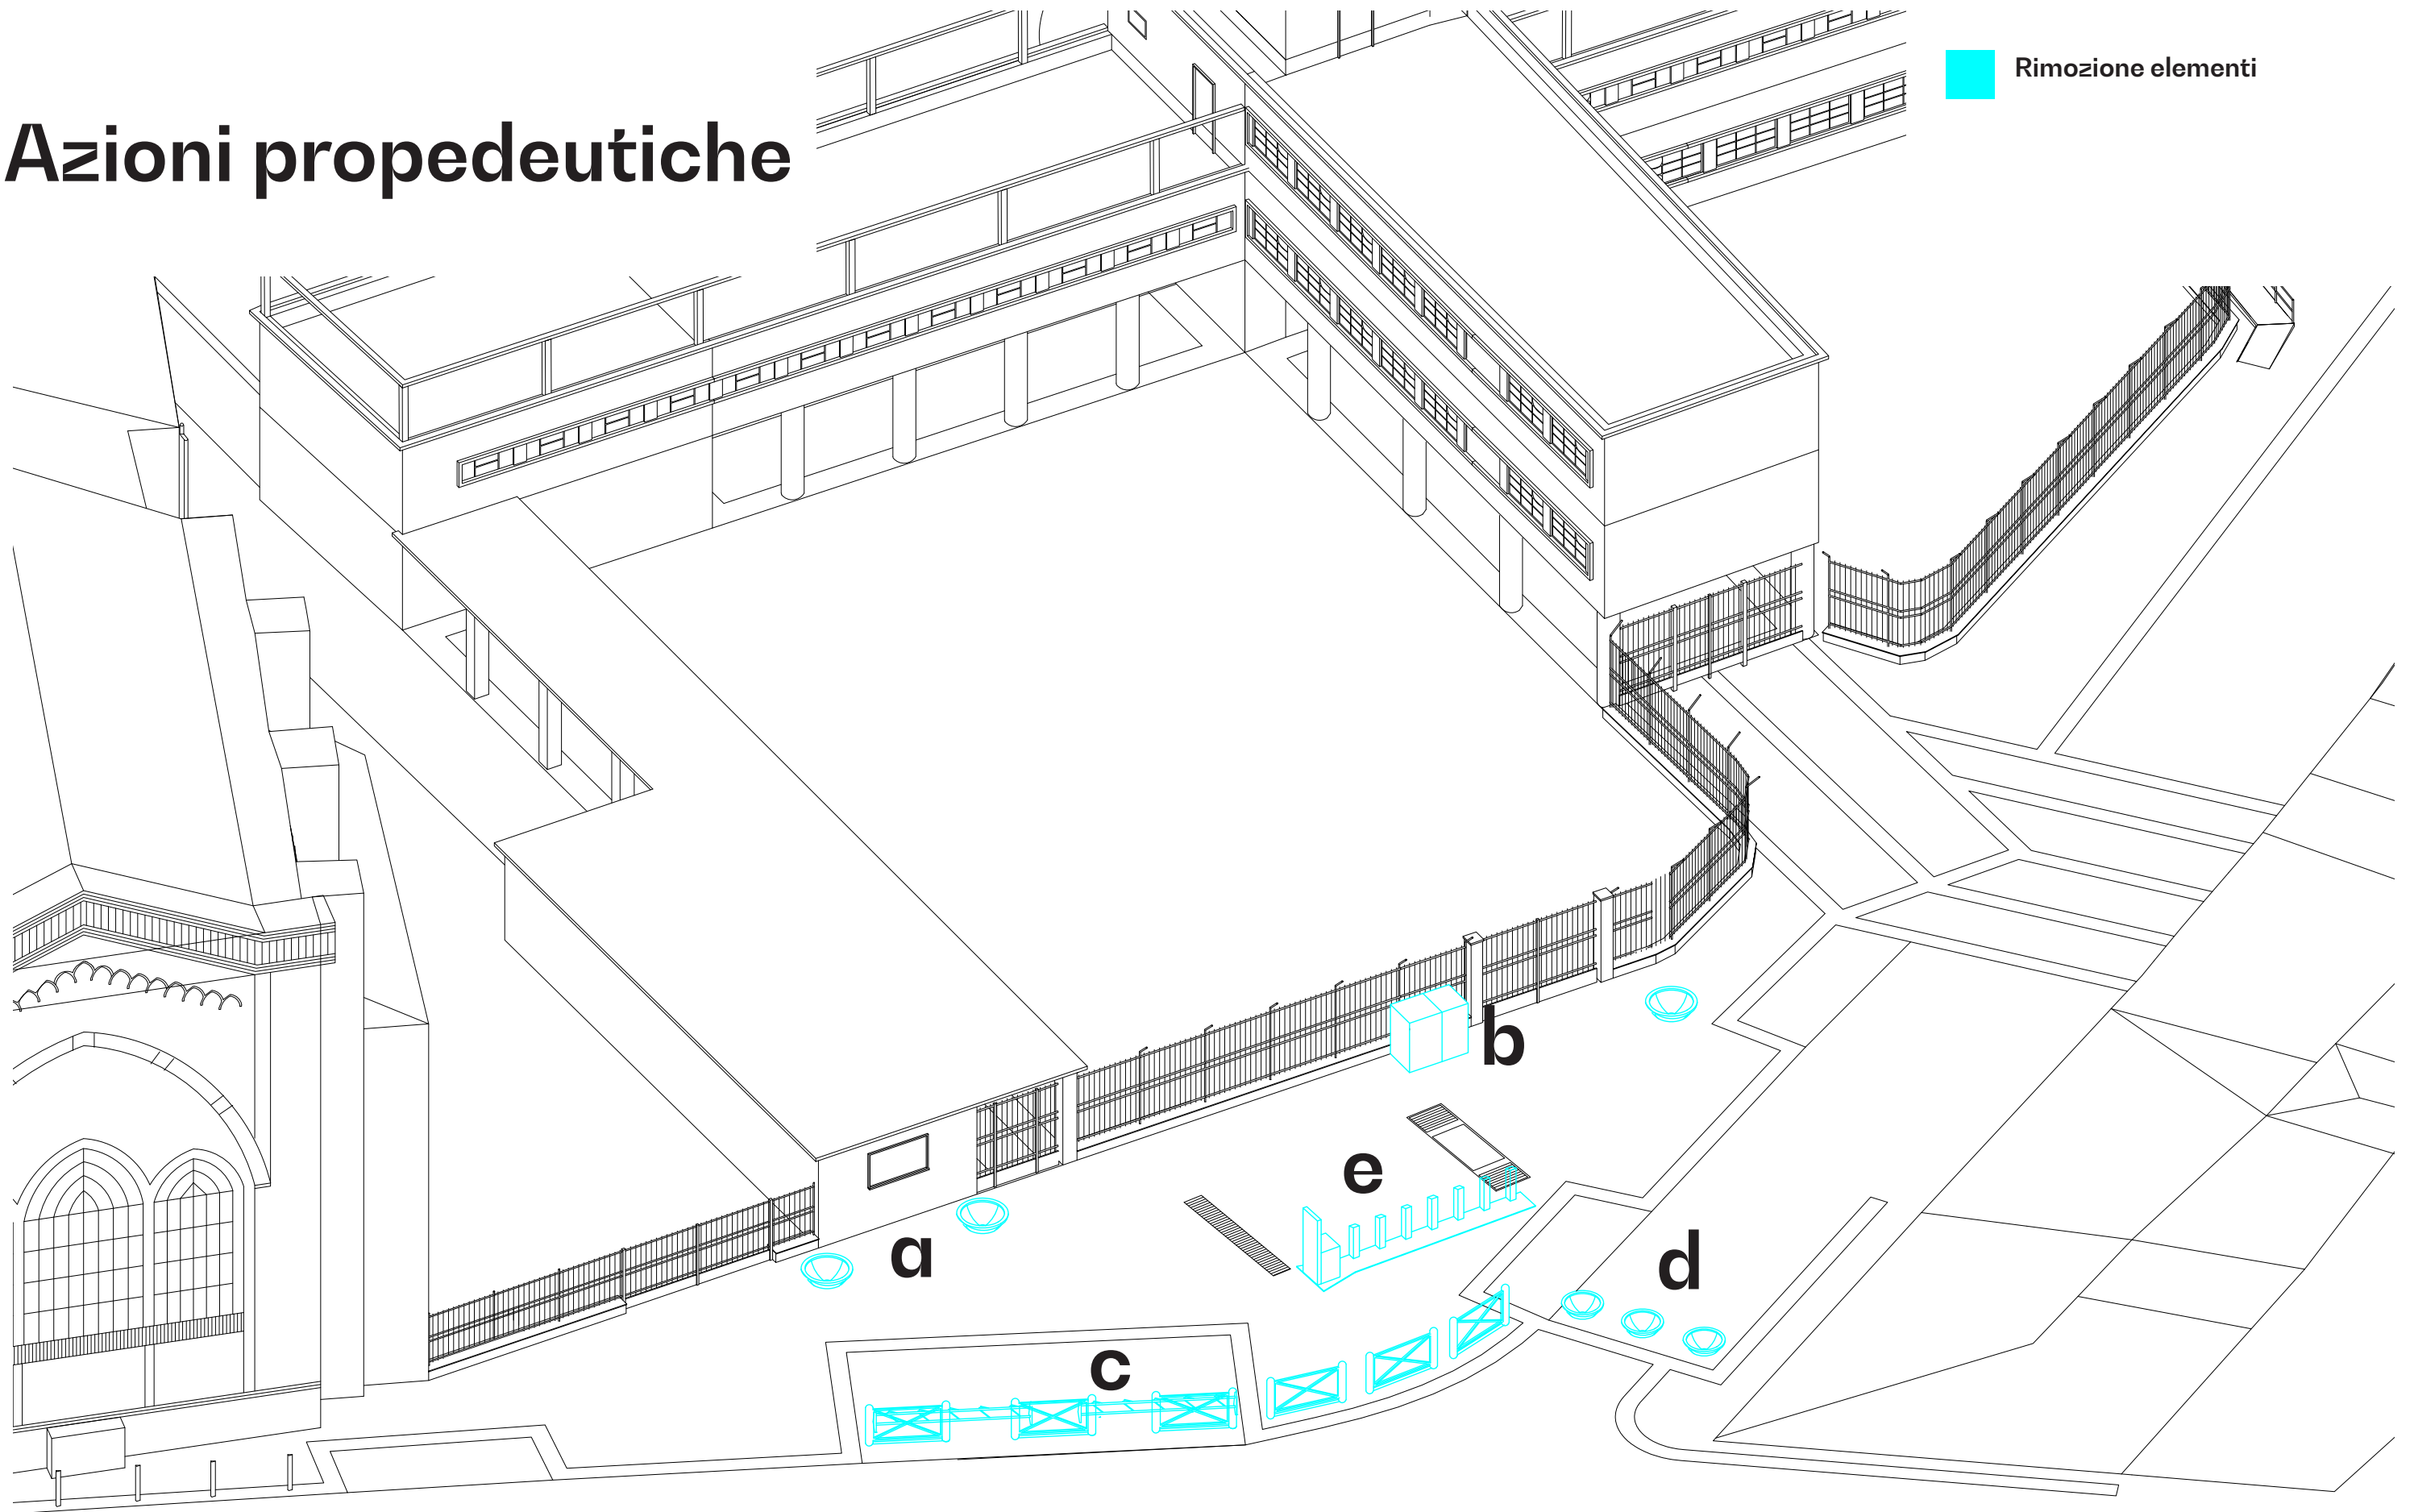 Rimozione elementi
Azioni propedeutiche
b
e
a
d
c